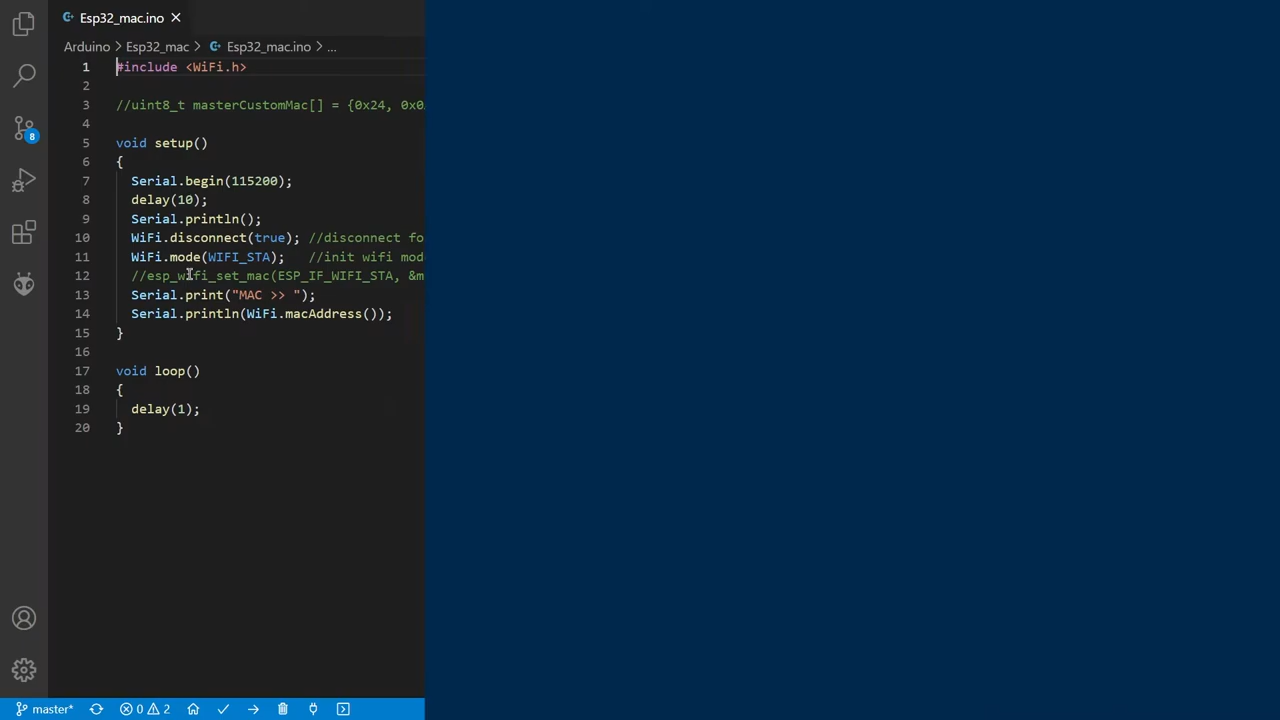 Esp32_mac.ino
Arduino > Esp32_mac > Esp32_mac.ino > ...
1 #include <WiFi.h>
2
3 //uint8_t masterCustomMac[] = {0x24,
4
5 void setup()
6 {
7 Serial.begin(115200);
8 delay(10);
9 Serial.println();
10 WiFi.disconnect(true); //disconnect
11 WiFi.mode(WIFI_STA); //init wifi
12 //esp_wifi_set_mac(ESP_IF_WIFI_STA,
13 Serial.print("MAC >> ");
14 Serial.println(WiFi.macAddress());
15 }
16
17 void loop()
18 {
19 delay(1);
20 }
8
master* 0 2